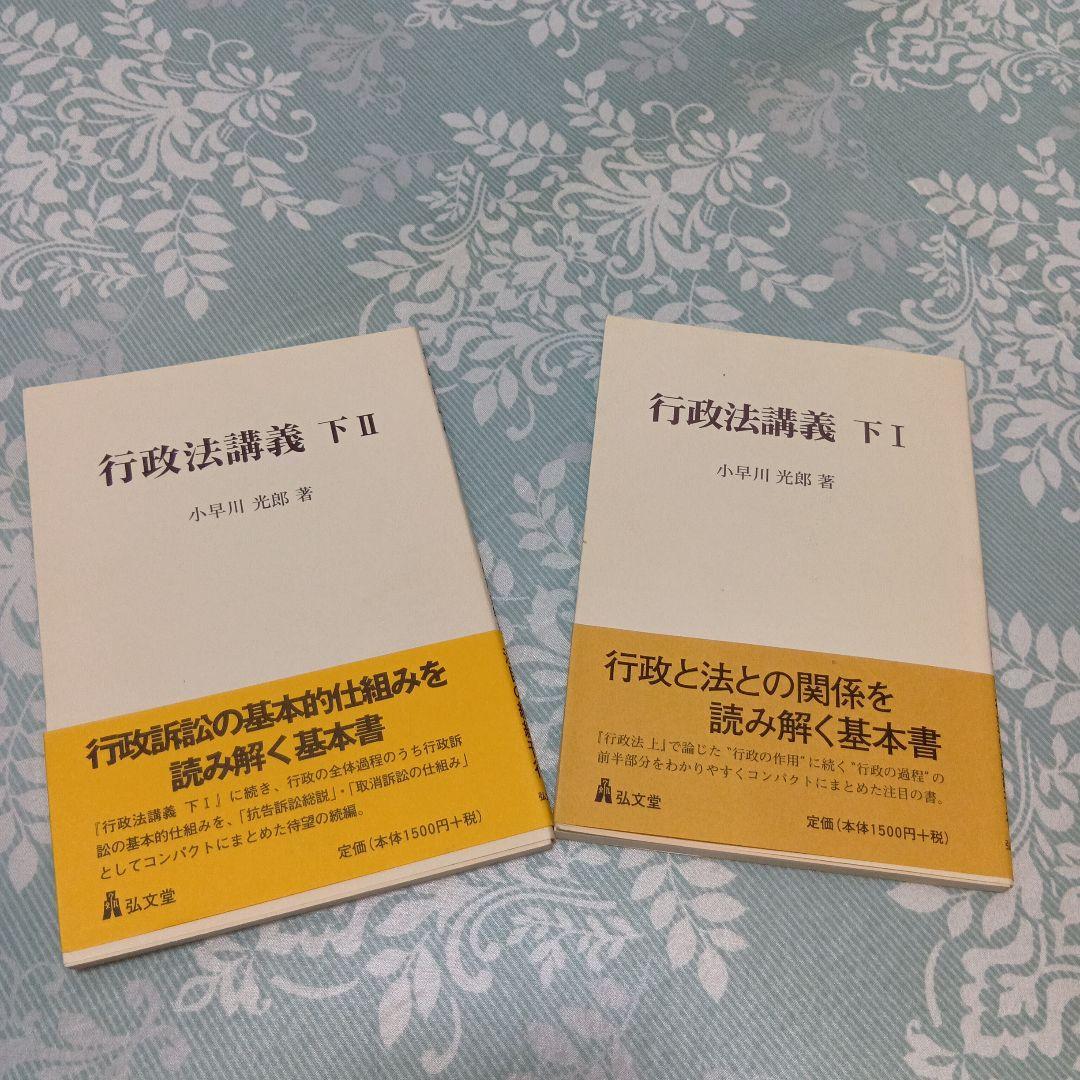 行政法講義 下Ⅱ
小早川 光郎 著
行政訴訟の基本的仕組みを
読み解く基本書
『行政法講義 下Ⅰ』に続き、行政の全体過程のうち行政訴
訟の基本的仕組みを、「抗告訴訟総説」・「取消訴訟の仕組み」
としてコンパクトにまとめた待望の続編。
定価(本体1500円+税)
弘文堂
行政法講義 下Ⅰ
小早川 光郎 著
行政と法との関係を
読み解く基本書
『行政法 上』で論じた“行政の作用”に続く“行政の過程”の
前半部分をわかりやすくコンパクトにまとめた注目の書。
弘文堂
定価(本体1500円+税)